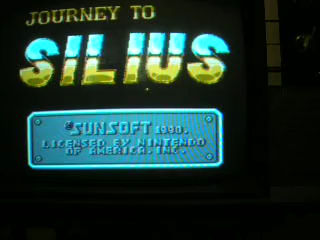 JOURNEY TO
SILIUS
©SUNSOFT 1990.
LICENSED BY NINTENDO
OF AMERICA.INC.